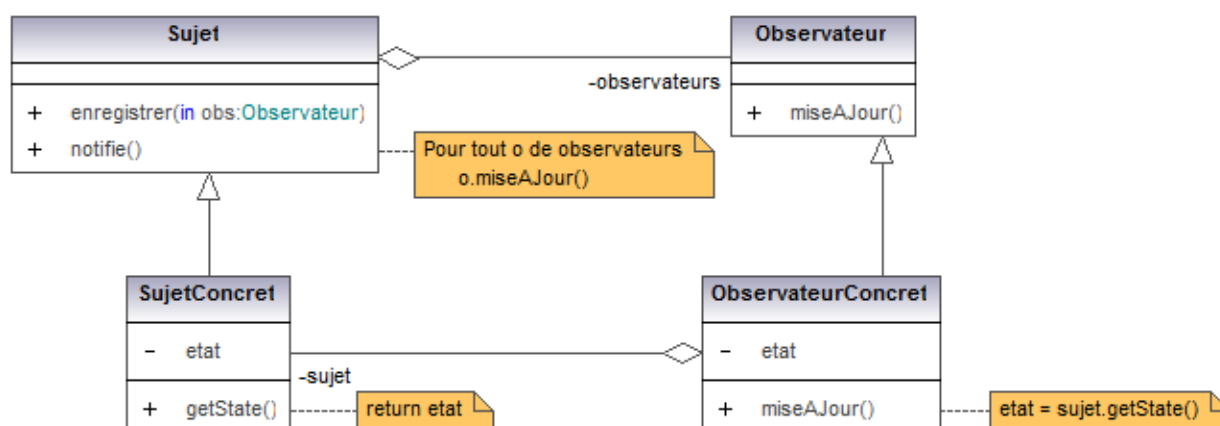 Sujet
Observateur
-observateurs
+ enregistrer(in obs:Observateur)
+ miseAJour()
+ notifie()
Pour tout o de observateurs
o.miseAJour()
SujetConcret
ObservateurConcret
- etat
- etat
-sujet
+ getState()
return etat
+ miseAJour()
etat = sujet.getState()